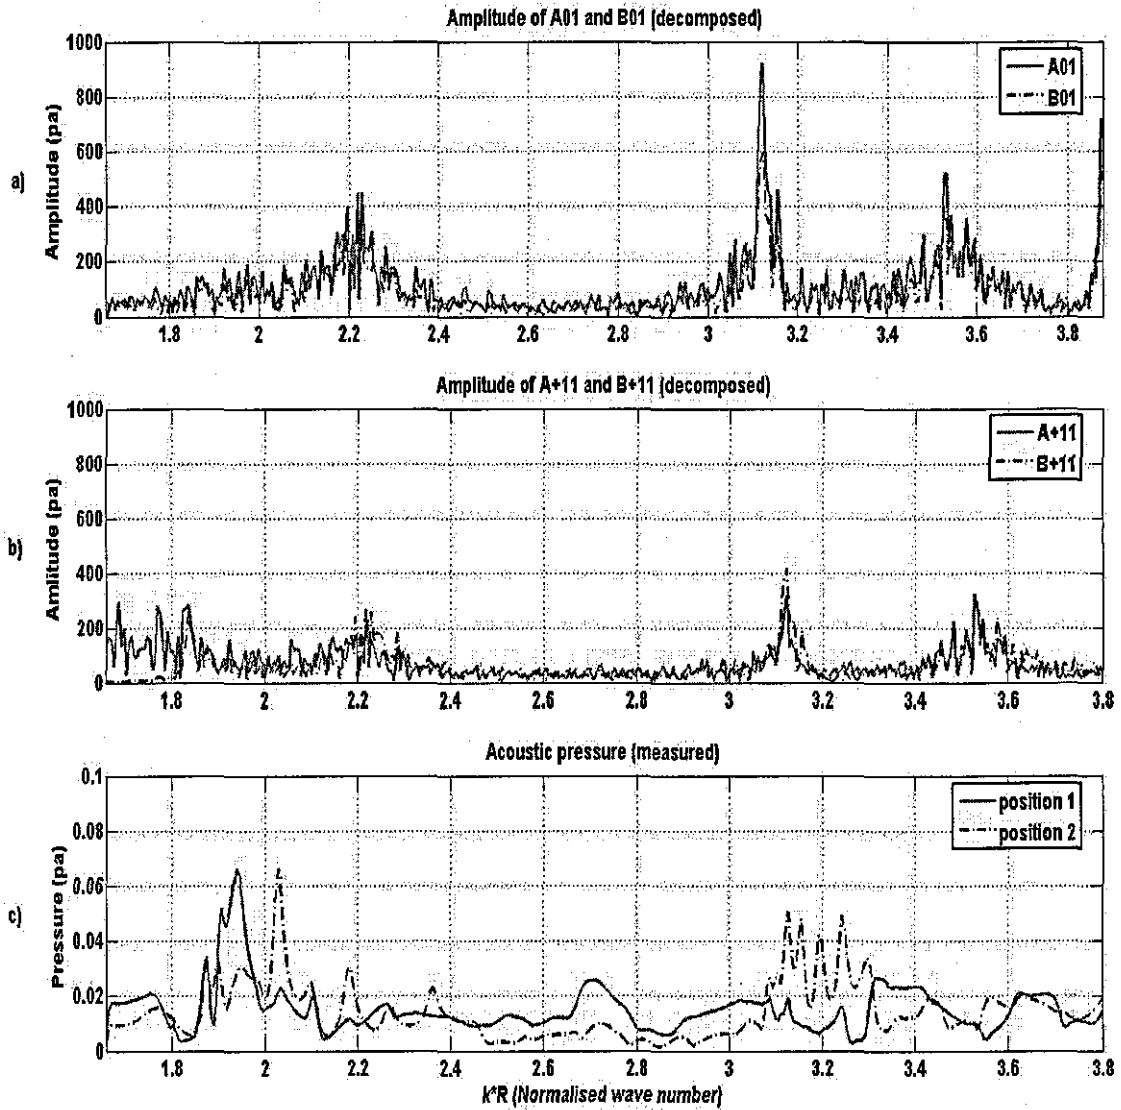 Amplitude of A01 and B01 (decomposed)
1000
800
600
400
200
0
Amplitude (pa)
a)
A01
B01
1.8 2 2.2 2.4 2.6 2.8 3 3.2 3.4 3.6 3.8
Amplitude of A+11 and B+11 (decomposed)
1000
800
600
400
200
0
Amlitude (pa)
b)
A+11
B+11
1.8 2 2.2 2.4 2.6 2.8 3 3.2 3.4 3.6 3.8
Acoustic pressure (measured)
0.1
0.08
0.06
0.04
0.02
0
Pressure (pa)
c)
position 1
position 2
1.8 2 2.2 2.4 2.6 2.8 3 3.2 3.4 3.6 3.8
k*R (Normalised wave number)